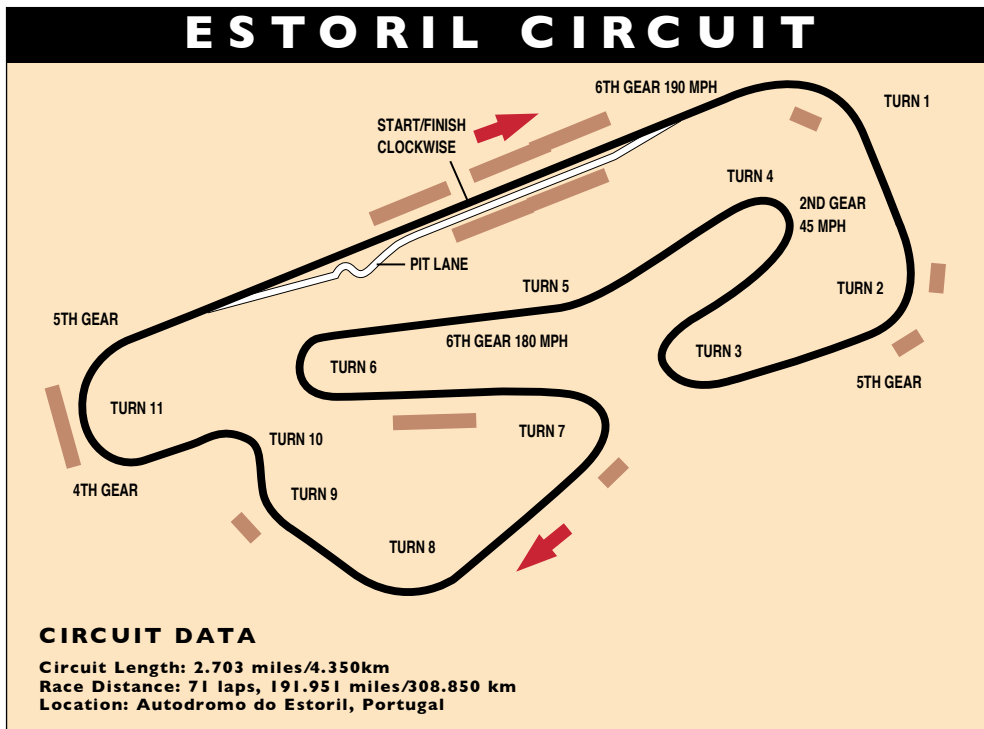 ESTORIL CIRCUIT
6TH GEAR 190 MPH
TURN 1
START/FINISH
CLOCKWISE
TURN 4
2ND GEAR
45 MPH
PIT LANE
TURN 5
TURN 2
5TH GEAR
6TH GEAR 180 MPH
TURN 3
TURN 6
5TH GEAR
TURN 11
TURN 10
TURN 7
4TH GEAR
TURN 9
TURN 8
CIRCUIT DATA
Circuit Length: 2.703 miles/4.350km
Race Distance: 71 laps, 191.951 miles/308.850 km
Location: Autodromo do Estoril, Portugal